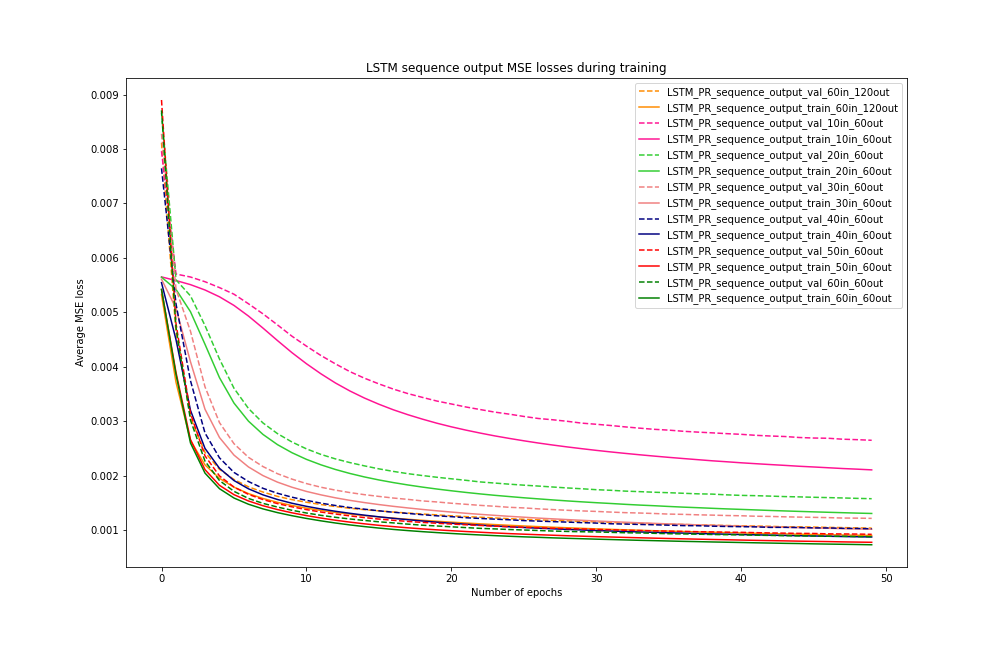 LSTM sequence output MSE losses during training
0.009
0.008
0.007
0.006
0.005
0.004
0.003
0.002
0.001
Average MSE loss
LSTM_PR_sequence_output_val_60in_120out
LSTM_PR_sequence_output_train_60in_120out
LSTM_PR_sequence_output_val_10in_60out
LSTM_PR_sequence_output_train_10in_60out
LSTM_PR_sequence_output_val_20in_60out
LSTM_PR_sequence_output_train_20in_60out
LSTM_PR_sequence_output_val_30in_60out
LSTM_PR_sequence_output_train_30in_60out
LSTM_PR_sequence_output_val_40in_60out
LSTM_PR_sequence_output_train_40in_60out
LSTM_PR_sequence_output_val_50in_60out
LSTM_PR_sequence_output_train_50in_60out
LSTM_PR_sequence_output_val_60in_60out
LSTM_PR_sequence_output_train_60in_60out
0 10 20 30 40 50
Number of epochs